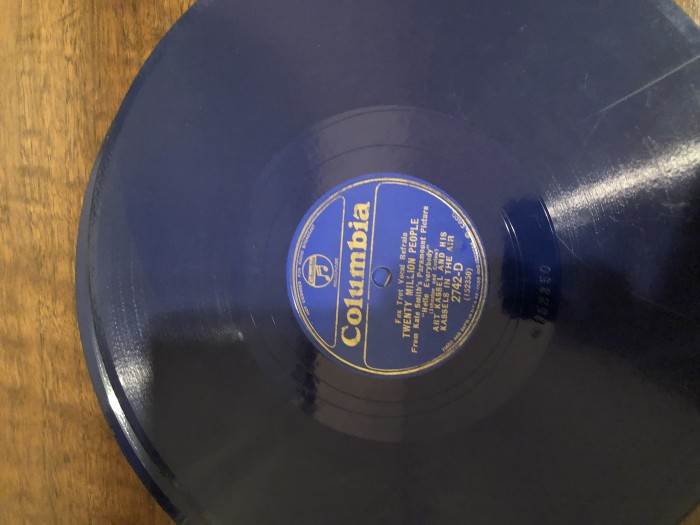 Columbia
Fox Trot Vocal Refrain
TWENTY MILLION PEOPLE
From Kate Smith's Paramount Picture
"Hello Everybody"
ART KASSEL AND HIS
KASSELS IN THE AIR
2742-D
(152350)